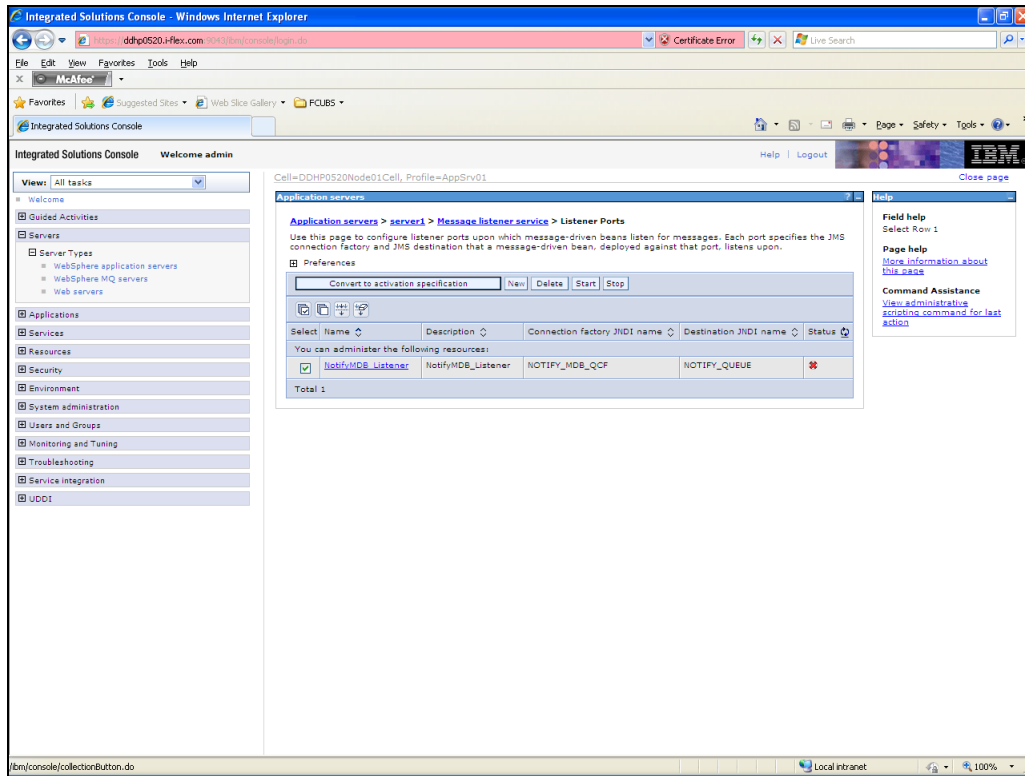 Integrated Solutions Console - Windows Internet Explorer
https://ddhp0520.i-flex.com:9043/ibm/console/login.do
Certificate Error
Live Search
File Edit View Favorites Tools Help
McAfee
Favorites Suggested Sites Web Slice Gallery FCUBS
Integrated Solutions Console
Page Safety Tools
Integrated Solutions Console Welcome admin
Help Logout
IBM.
View: All tasks
Welcome
Guided Activities
Servers
Server Types
WebSphere application servers
WebSphere MQ servers
Web servers
Applications
Services
Resources
Security
Environment
System administration
Users and Groups
Monitoring and Tuning
Troubleshooting
Service integration
UDDI
Cell=DDHP0520Node01Cell, Profile=AppSrv01
Close page
Application servers
Application servers > server1 > Message listener service > Listener Ports
Use this page to configure listener ports upon which message-driven beans listen for messages. Each port specifies the JMS
connection factory and JMS destination that a message-driven bean, deployed against that port, listens upon.
Preferences
Convert to activation specification New Delete Start Stop
Select Name Description Connection factory JNDI name Destination JNDI name Status
You can administer the following resources:
NotifyMDB_Listener NotifyMDB_Listener NOTIFY_MDB_QCF NOTIFY_QUEUE
Total 1
Help
Field help
Select Row 1
Page help
More information about
this page
Command Assistance
View administrative
scripting command for last
action
/ibm/console/collectionButton.do
Local intranet
100%